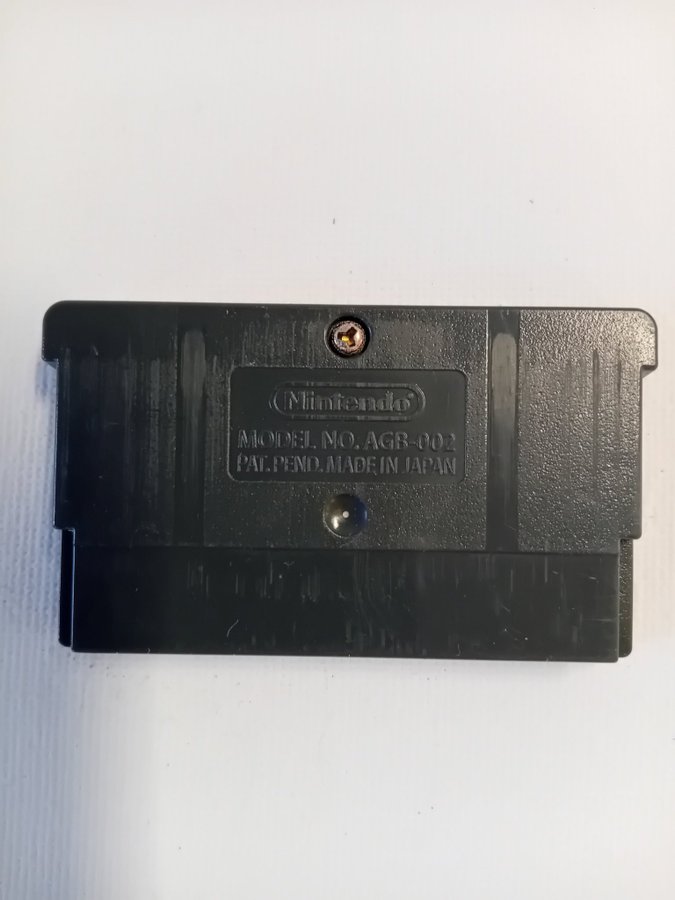 Nintendo®
MODEL NO. AGB-002
PAT. PEND. MADE IN JAPAN